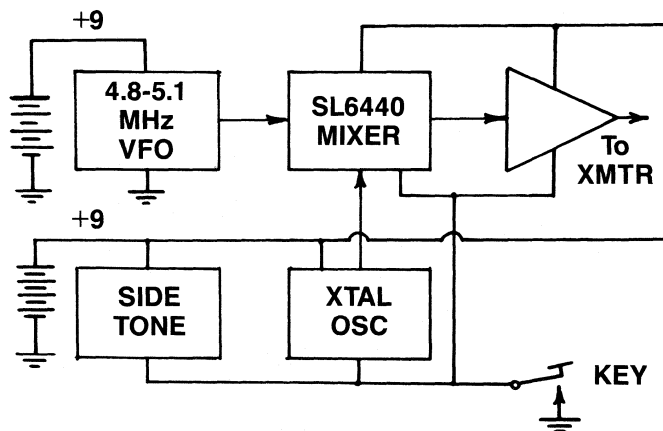 +9
4.8-5.1
MHz
VFO
SL6440
MIXER
To
XMTR
+9
SIDE
TONE
XTAL
OSC
KEY